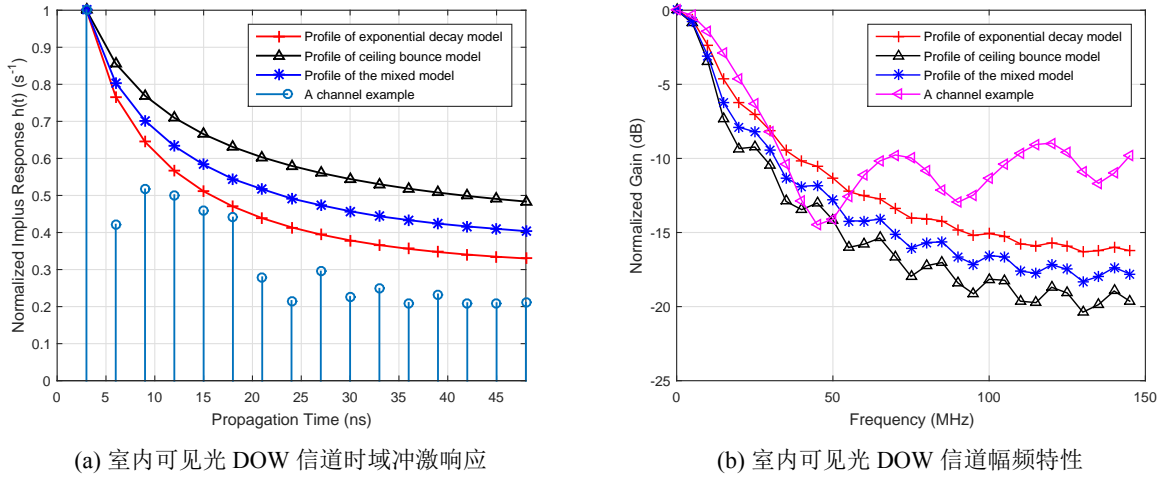 Normalized Implus Response h(t) (s⁻¹)
1
0.9
0.8
0.7
0.6
0.5
0.4
0.3
0.2
0.1
0
Profile of exponential decay model
Profile of ceiling bounce model
Profile of the mixed model
A channel example
0 5 10 15 20 25 30 35 40 45
Propagation Time (ns)
(a) 室内可见光 DOW 信道时域冲激响应
Normalized Gain (dB)
0
-5
-10
-15
-20
-25
Profile of exponential decay model
Profile of ceiling bounce model
Profile of the mixed model
A channel example
0 50 100 150
Frequency (MHz)
(b) 室内可见光 DOW 信道幅频特性